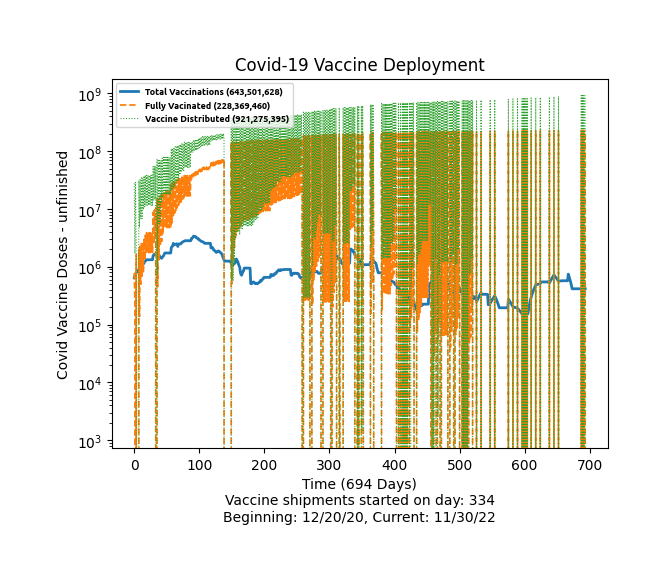 Covid-19 Vaccine Deployment
Total Vaccinations (643,501,628)
Fully Vacinated (228,369,460)
Vaccine Distributed (921,275,395)
Covid Vaccine Doses - unfinished
10⁹
10⁸
10⁷
10⁶
10⁵
10⁴
10³
0 100 200 300 400 500 600 700
Time (694 Days)
Vaccine shipments started on day: 334
Beginning: 12/20/20, Current: 11/30/22